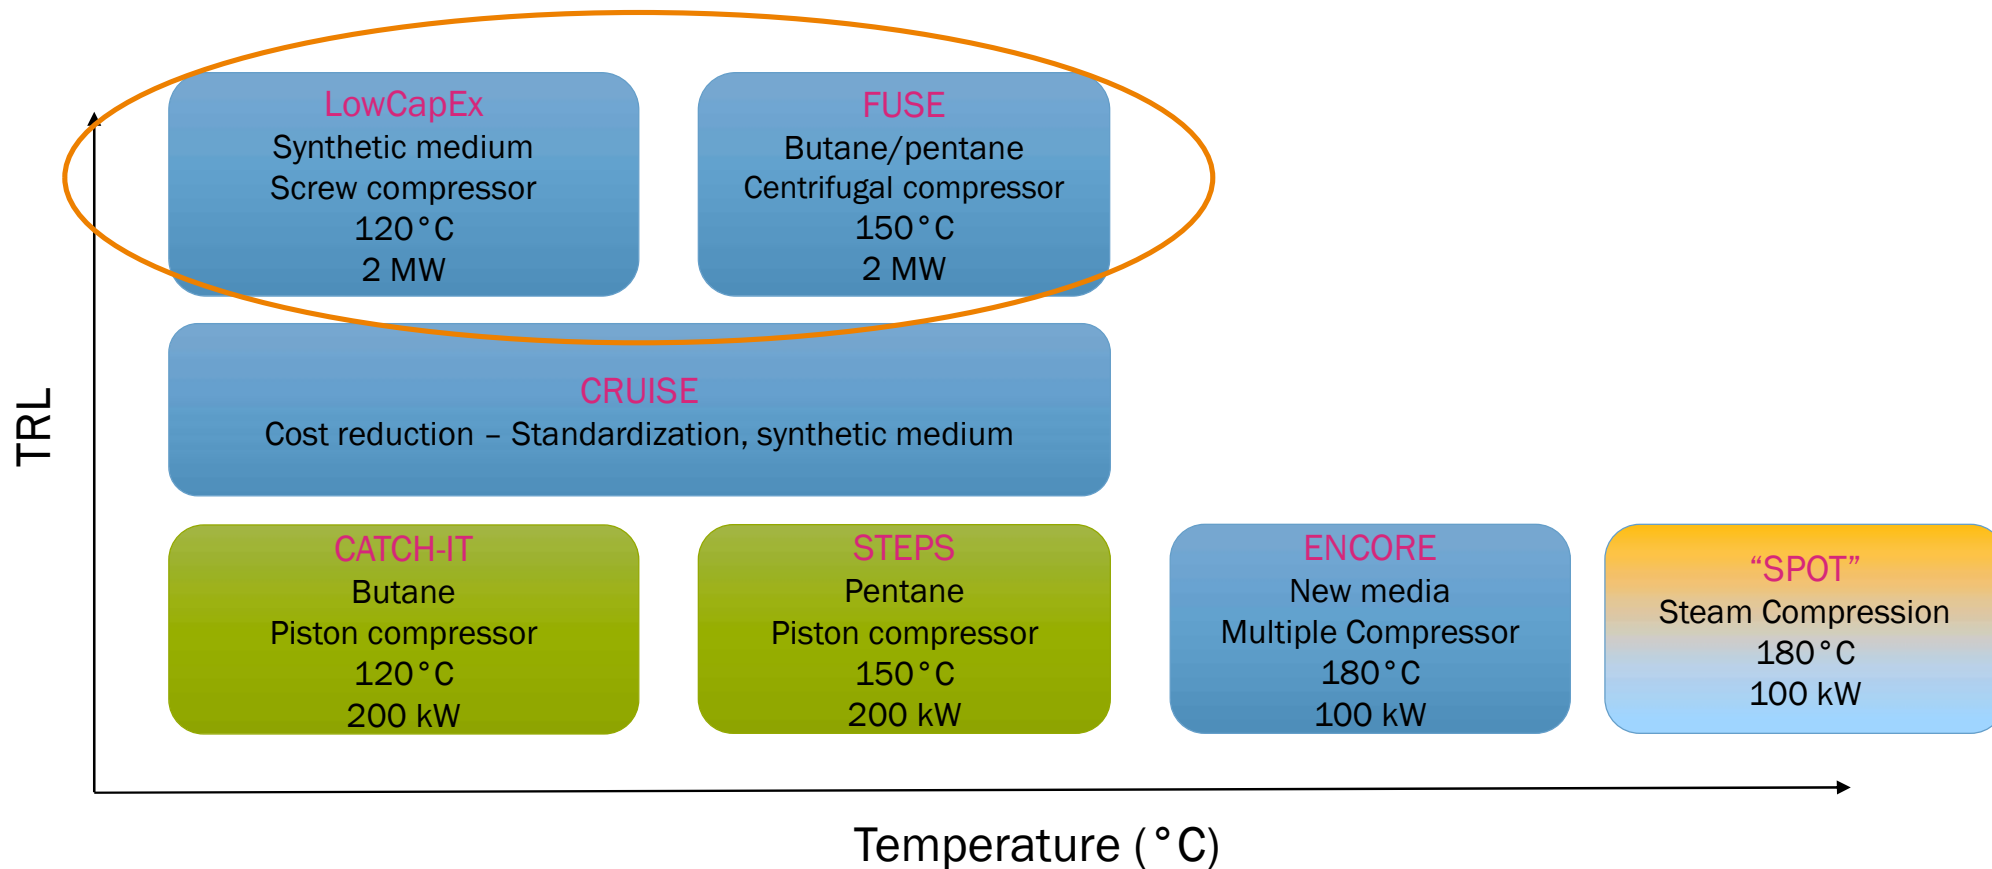 LowCapEx
Synthetic medium
Screw compressor
120°C
2 MW
FUSE
Butane/pentane
Centrifugal compressor
150°C
2 MW
CRUISE
Cost reduction – Standardization, synthetic medium
TRL
CATCH-IT
Butane
Piston compressor
120°C
200 kW
STEPS
Pentane
Piston compressor
150°C
200 kW
ENCORE
New media
Multiple Compressor
180°C
100 kW
“SPOT”
Steam Compression
180°C
100 kW
Temperature (°C)